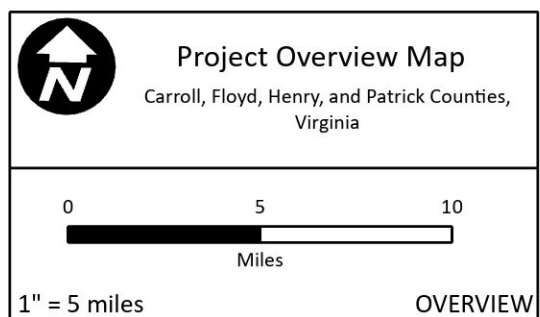 N
Project Overview Map
Carroll, Floyd, Henry, and Patrick Counties,
Virginia
0 5 10
Miles
1" = 5 miles OVERVIEW